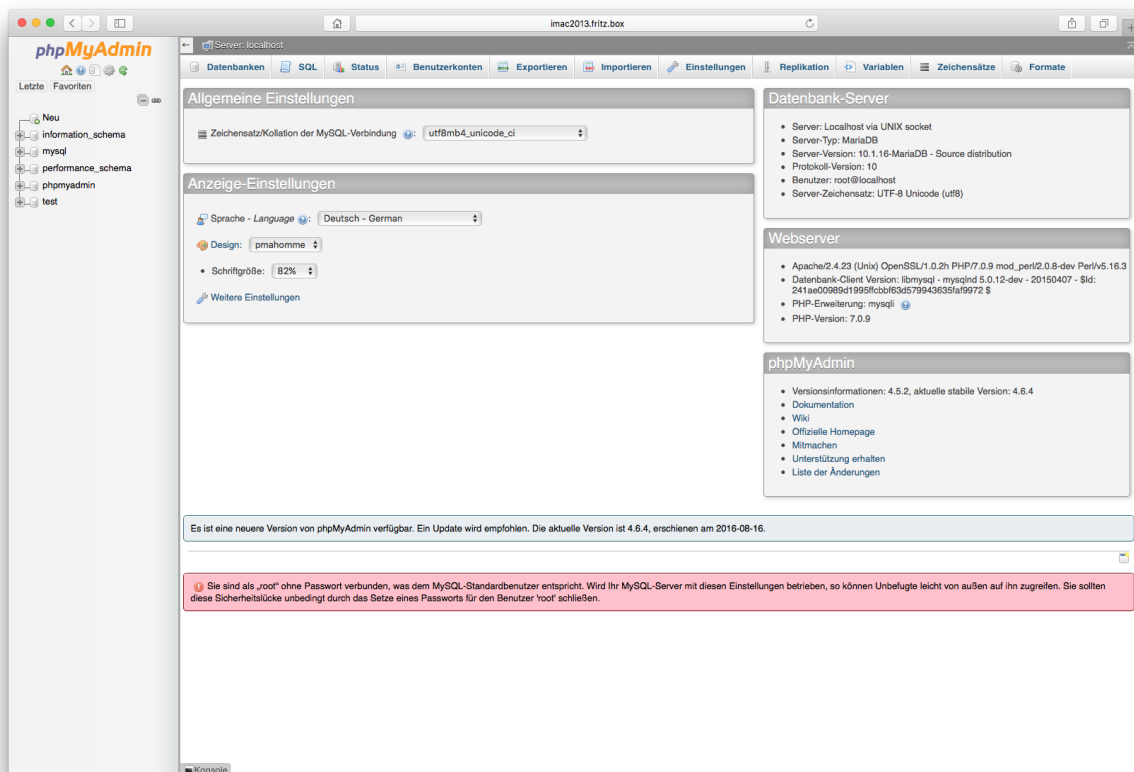 imac2013.fritz.box
phpMyAdmin
Letzte Favoriten
Neu
information_schema
mysql
performance_schema
phpmyadmin
test
Server: localhost
Datenbanken SQL Status Benutzerkonten Exportieren Importieren Einstellungen Replikation Variablen Zeichensätze Formate
Allgemeine Einstellungen
Zeichensatz/Kollation der MySQL-Verbindung : utf8mb4_unicode_ci
Anzeige-Einstellungen
Sprache - Language : Deutsch - German
Design: pmahomme
• Schriftgröße: 82%
Weitere Einstellungen
Datenbank-Server
• Server: Localhost via UNIX socket
• Server-Typ: MariaDB
• Server-Version: 10.1.16-MariaDB - Source distribution
• Protokoll-Version: 10
• Benutzer: root@localhost
• Server-Zeichensatz: UTF-8 Unicode (utf8)
Webserver
• Apache/2.4.23 (Unix) OpenSSL/1.0.2h PHP/7.0.9 mod_perl/2.0.8-dev Perl/v5.16.3
• Datenbank-Client Version: libmysql - mysqlnd 5.0.12-dev - 20150407 - $Id:
241ae00989d1995ffcbbf63d579943635faf9972 $
• PHP-Erweiterung: mysqli
• PHP-Version: 7.0.9
phpMyAdmin
• Versionsinformationen: 4.5.2, aktuelle stabile Version: 4.6.4
• Dokumentation
• Wiki
• Offizielle Homepage
• Mitmachen
• Unterstützung erhalten
• Liste der Änderungen
Es ist eine neuere Version von phpMyAdmin verfügbar. Ein Update wird empfohlen. Die aktuelle Version ist 4.6.4, erschienen am 2016-08-16.
Sie sind als „root“ ohne Passwort verbunden, was dem MySQL-Standardbenutzer entspricht. Wird Ihr MySQL-Server mit diesen Einstellungen betrieben, so können Unbefugte leicht von außen auf ihn zugreifen. Sie sollten
diese Sicherheitslücke unbedingt durch das Setze eines Passworts für den Benutzer 'root' schließen.
Konsole